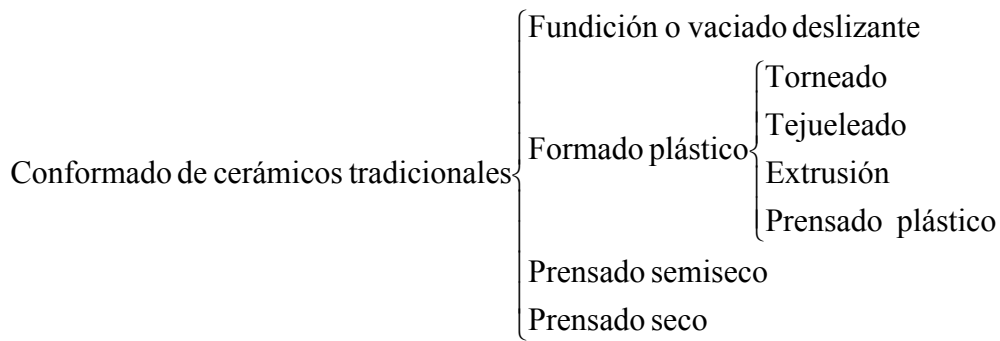 Fundición o vaciado deslizante
Torneado
Tejueleado
Formado plástico
Conformado de cerámicos tradicionales
Extrusión
Prensado plástico
Prensado semiseco
Prensado seco